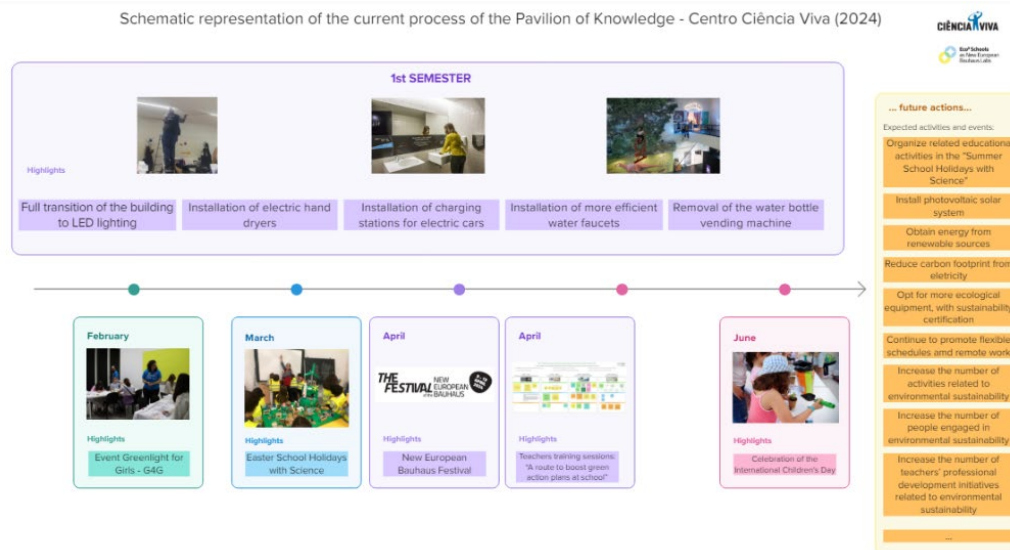 Schematic representation of the current process of the Pavilion of Knowledge - Centro Ciência Viva (2024)
CIÊNCIA VIVA
Eco® Schools
as New European
Bauhaus Labs
1st SEMESTER
Highlights
Full transition of the building
to LED lighting
Installation of electric hand
dryers
Installation of charging
stations for electric cars
Installation of more efficient
water faucets
Removal of the water bottle
vending machine
February
Highlights
Event Greenlight for
Girls - G4G
March
Highlights
Easter School Holidays
with Science
April
THE
FESTIVAL
NEW
EUROPEAN
BAUHAUS
of the
Highlights
New European
Bauhaus Festival
April
Highlights
Teachers training sessions:
"A route to boost green
action plans at school"
June
Highlights
Celebration of the
International Children's Day
... future actions...
Expected activities and events:
Organize related educational
activities in the "Summer
School Holidays with
Science"
Install photovoltaic solar
system
Obtain energy from
renewable sources
Reduce carbon footprint from
eletricity
Opt for more ecological
equipment, with sustainability
certification
Continue to promote flexible
schedules amd remote work
Increase the number of
activities related to
environmental sustainability
Increase the number of
people engaged in
environmental sustainability
Increase the number of
teachers' professional
development initiatives
related to environmental
sustainability
...